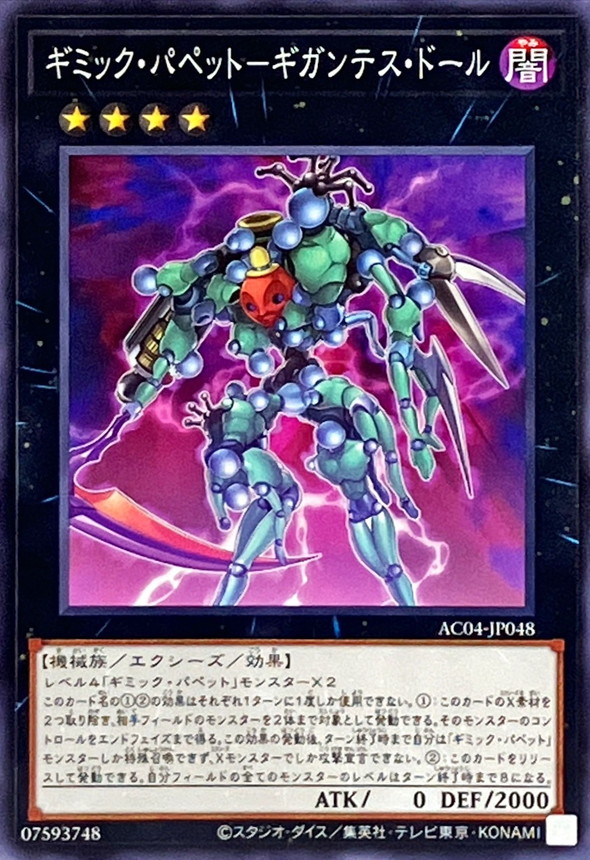 ギミック・パペットーギガンテス・ドール
闇
AC04-JP048
【機械族/エクシーズ/効果】
レベル4「ギミック・パペット」モンスター×2
このカード名の①②の効果はそれぞれ1ターンに1度しか使用できない。①:このカードのX素材を
2つ取り除き、相手フィールドのモンスターを2体まで対象として発動できる。そのモンスターのコン
トロールをエンドフェイズまで得る。この効果の発動後、ターン終了時まで自分は「ギミック・パペット」
モンスターしか特殊召喚できず、Xモンスターでしか攻撃宣言できない。②:このカードをリリー
スして発動できる。自分フィールドの全てのモンスターのレベルはターン終了時まで8になる。
ATK/ 0 DEF/2000
07593748
©スタジオ・ダイス/集英社・テレビ東京・KONAMI